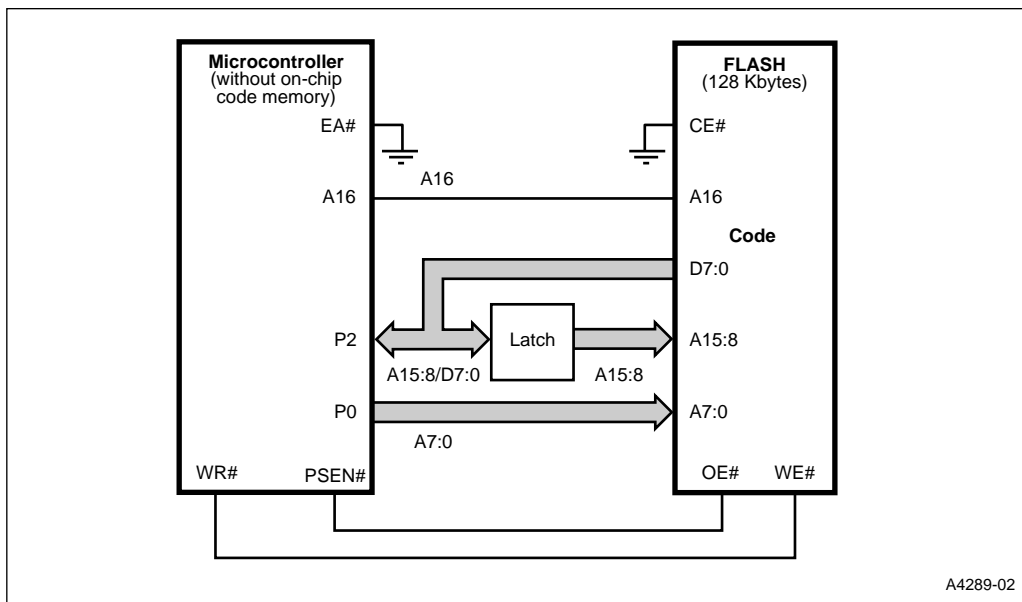 Microcontroller
(without on-chip
code memory)
EA#
A16
P2
P0
WR#
PSEN#
A16
A15:8/D7:0
Latch
A15:8
A7:0
FLASH
(128 Kbytes)
CE#
A16
Code
D7:0
A15:8
A7:0
OE#
WE#
A4289-02